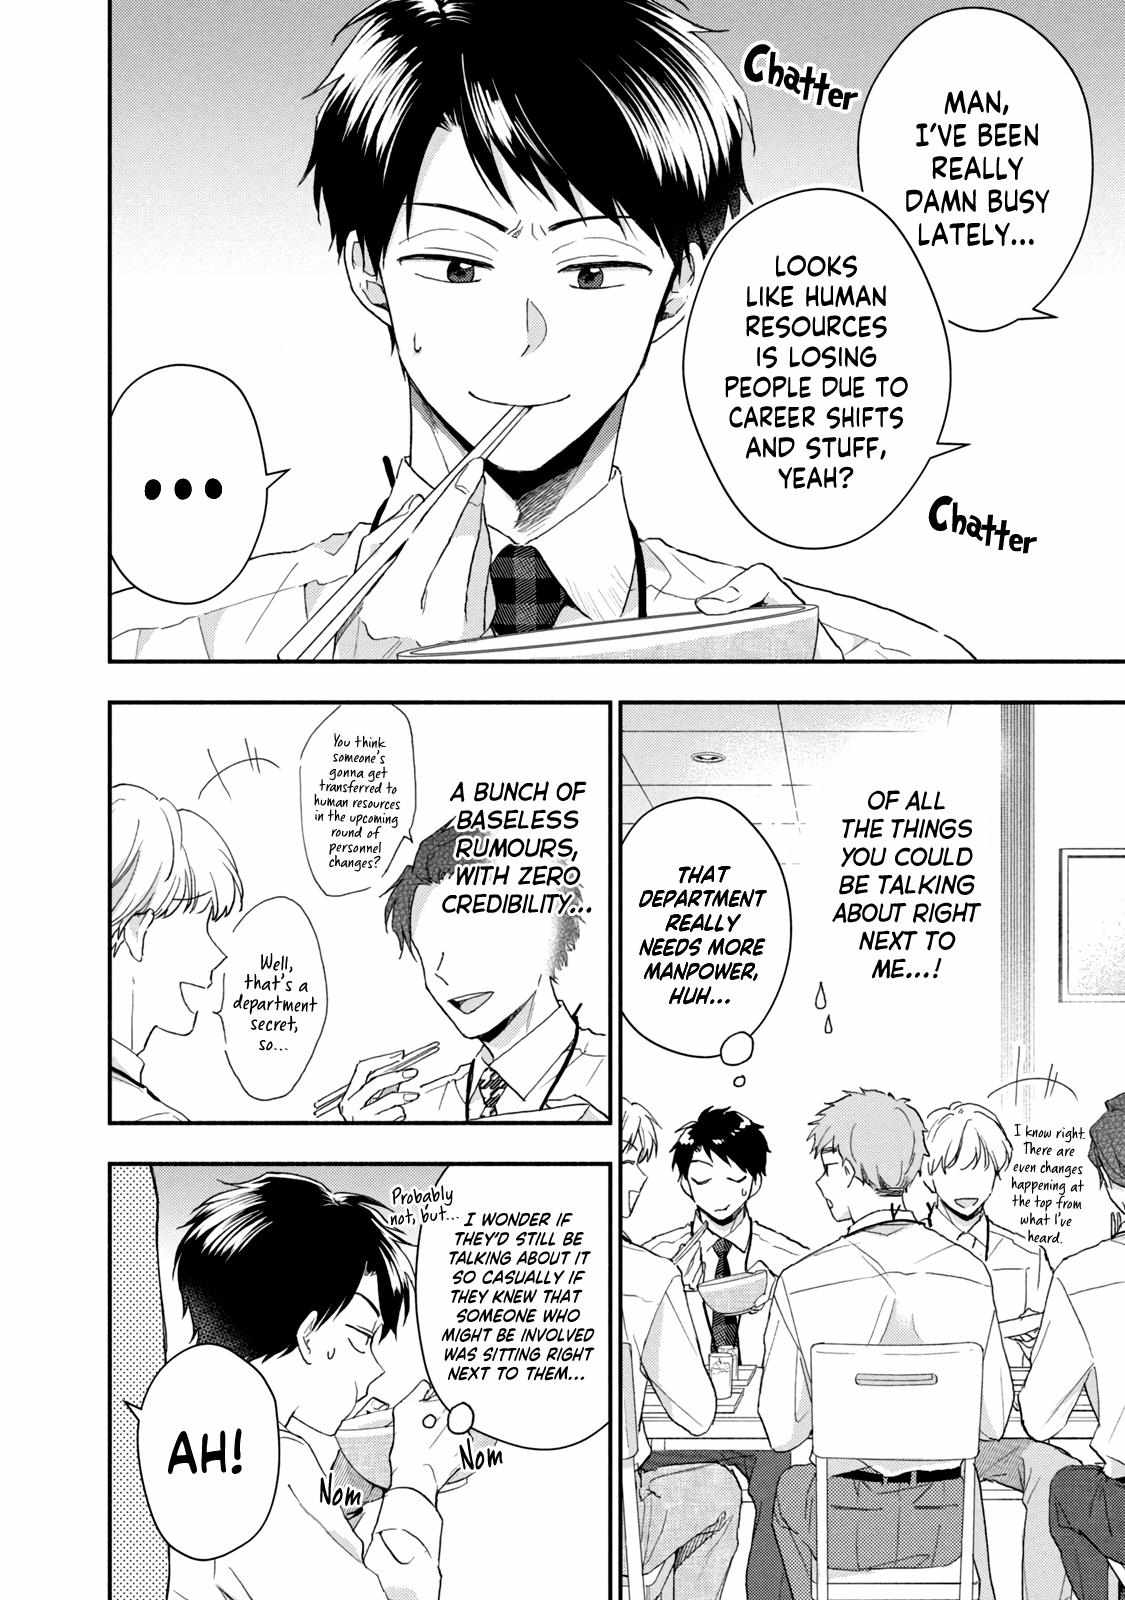 MAN,
I'VE BEEN
REALLY
DAMN BUSY
LATELY...
Chatter
LOOKS
LIKE HUMAN
RESOURCES
IS LOSING
PEOPLE DUE TO
CAREER SHIFTS
AND STUFF,
YEAH?
Chatter
...
OF ALL
THE THINGS
YOU COULD
BE TALKING
ABOUT RIGHT
NEXT TO
ME...!
THAT
DEPARTMENT
REALLY
NEEDS MORE
MANPOWER,
HUH...
I know right.
There are
even changes
happening at
the top from
what I've
heard.
You think
someone's
gonna get
transferred to
human resources
in the upcoming
round of
personnel
changes?
A BUNCH OF
BASELESS
RUMOURS,
WITH ZERO
CREDIBILITY...
Well,
that's a
department
secret,
so...
I WONDER IF
THEY'D STILL BE
TALKING ABOUT IT
SO CASUALLY IF
THEY KNEW THAT
SOMEONE WHO
MIGHT BE INVOLVED
WAS SITTING RIGHT
NEXT TO THEM...
Probably
not, but...
Nom
Nom
AH!